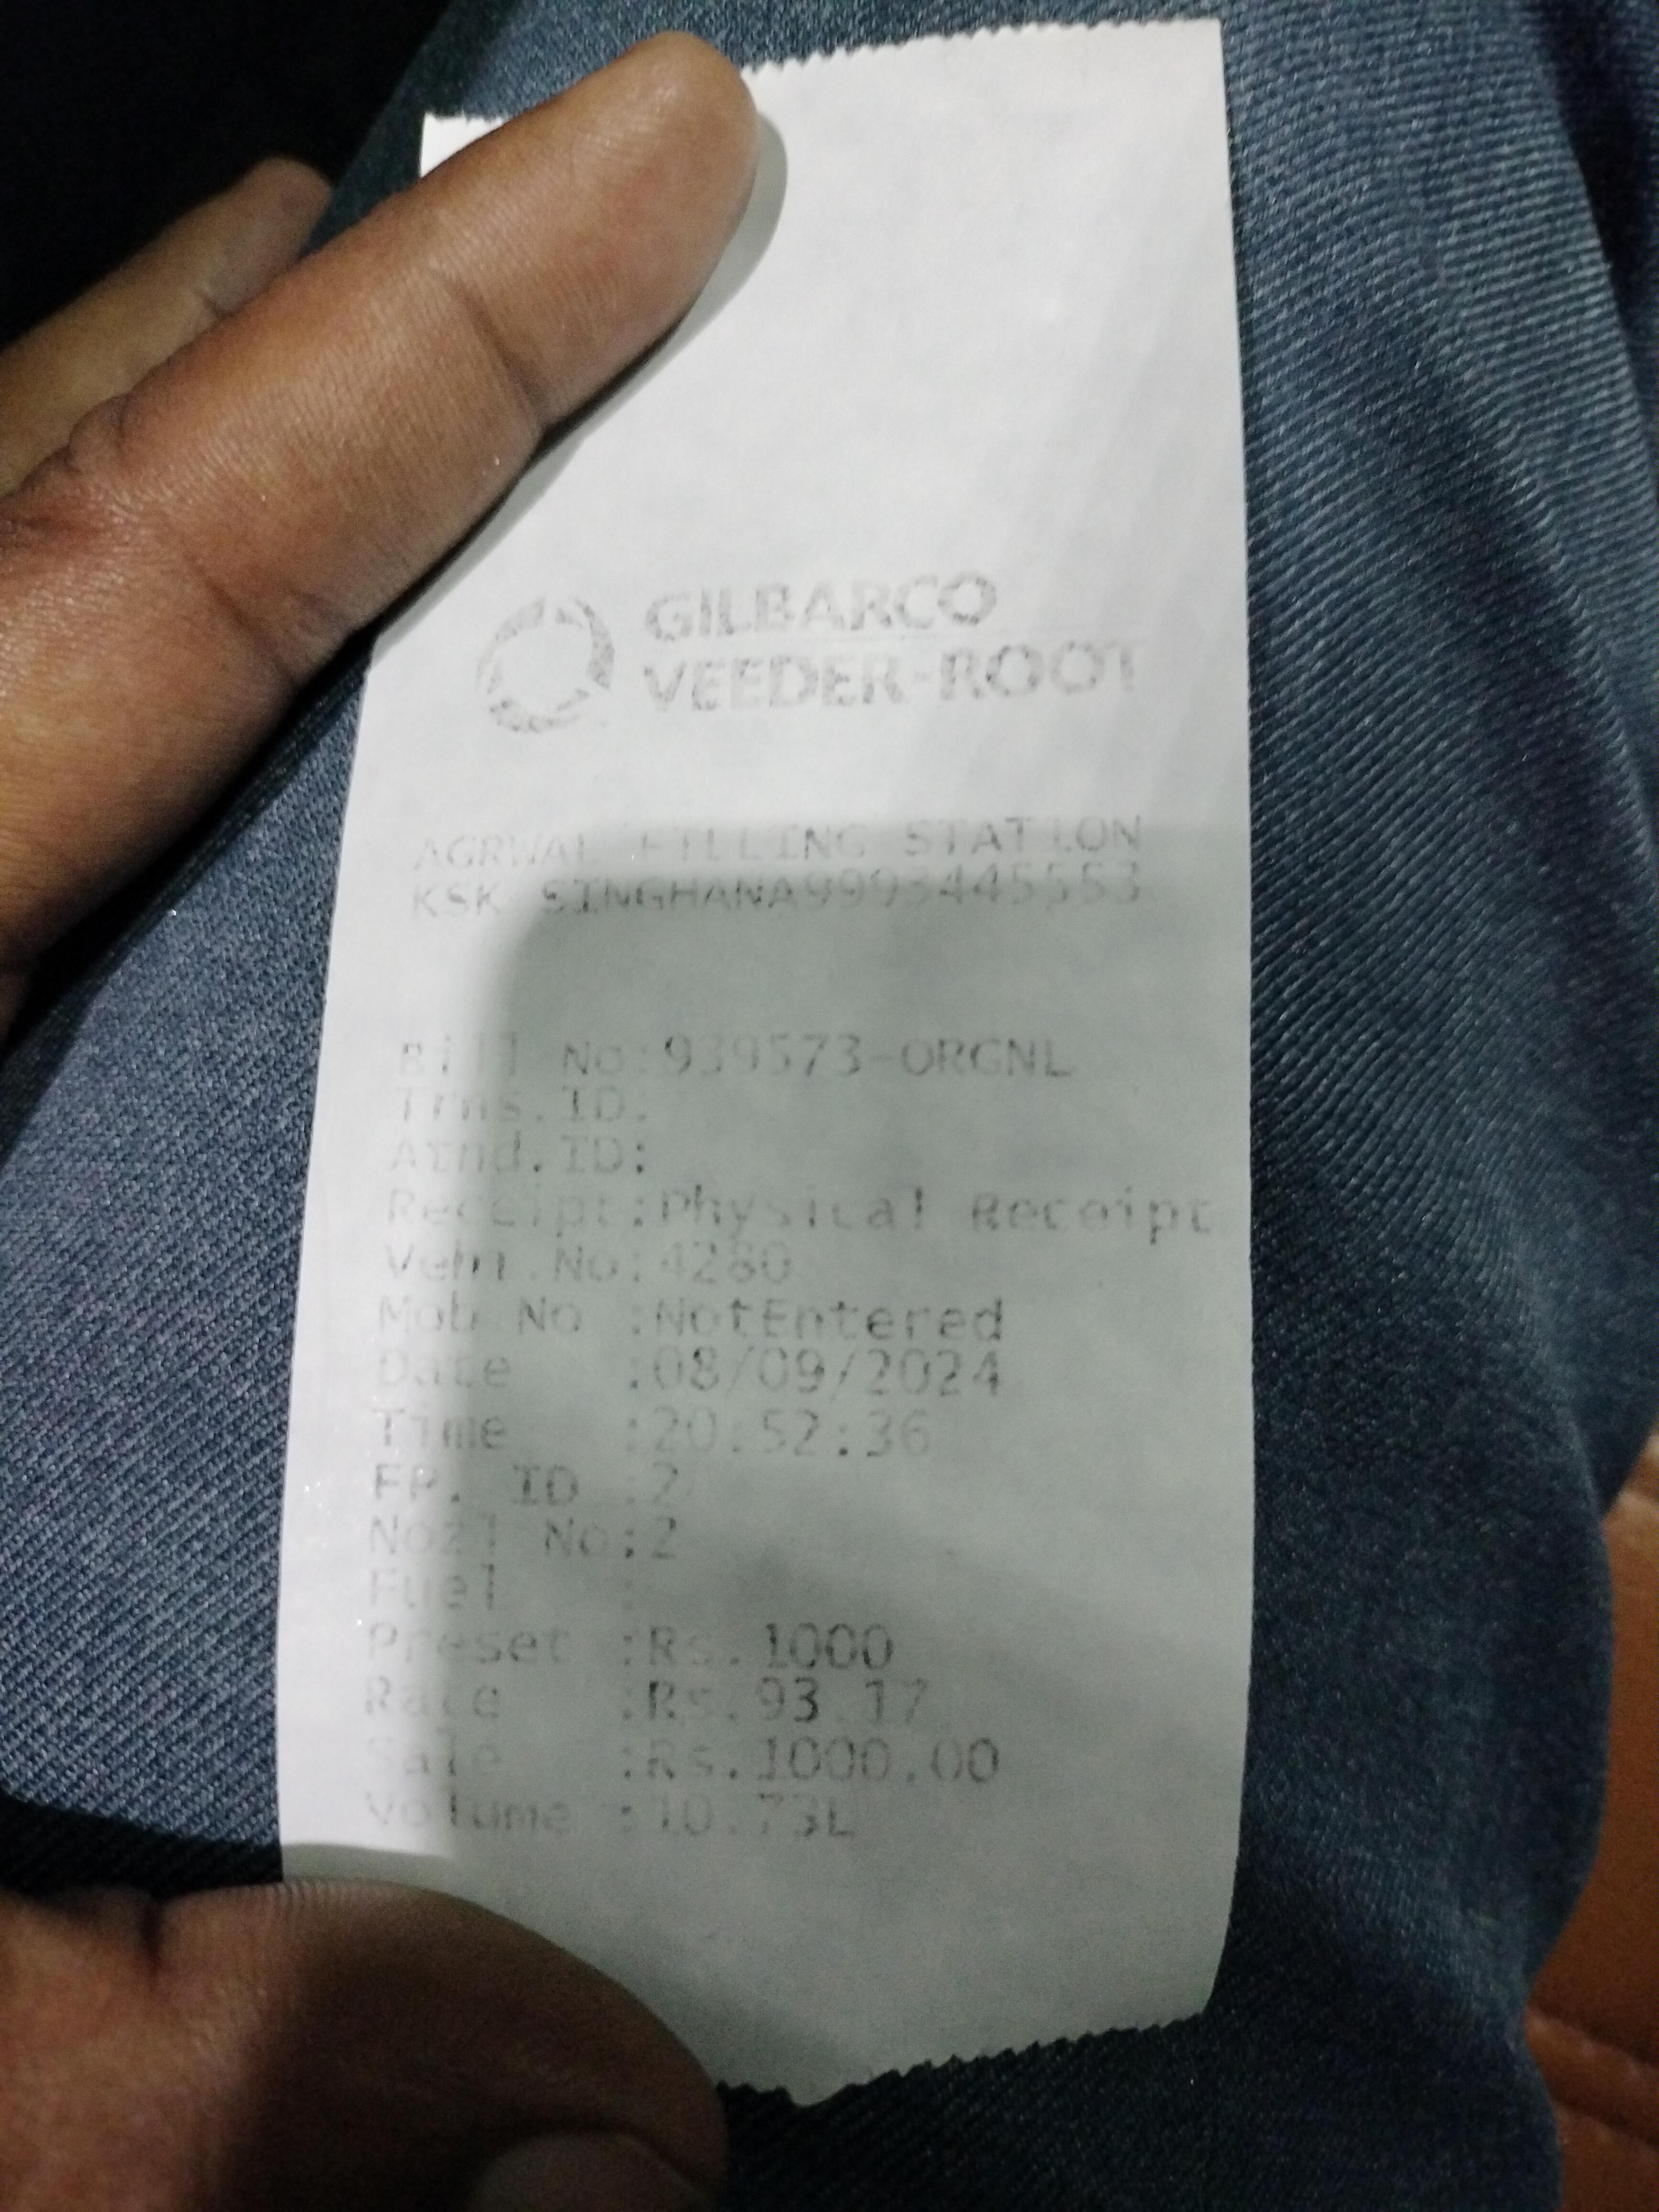 GILBARCO
VEEDER-ROOT
AGRWAL FILLING STATION
KSK SINGHANA9993445553
Bill No:939573-ORGNL
Trns.ID:
Atnd.ID:
Receipt:Physical Receipt
Vehi.No:4280
Mob No :NotEntered
Date :08/09/2024
Time :20:52:36
FP. ID :2
Nozl No:2
Fuel :
Preset :Rs.1000
Rate :Rs.93.17
Sale :Rs.1000.00
Volume :10.73L